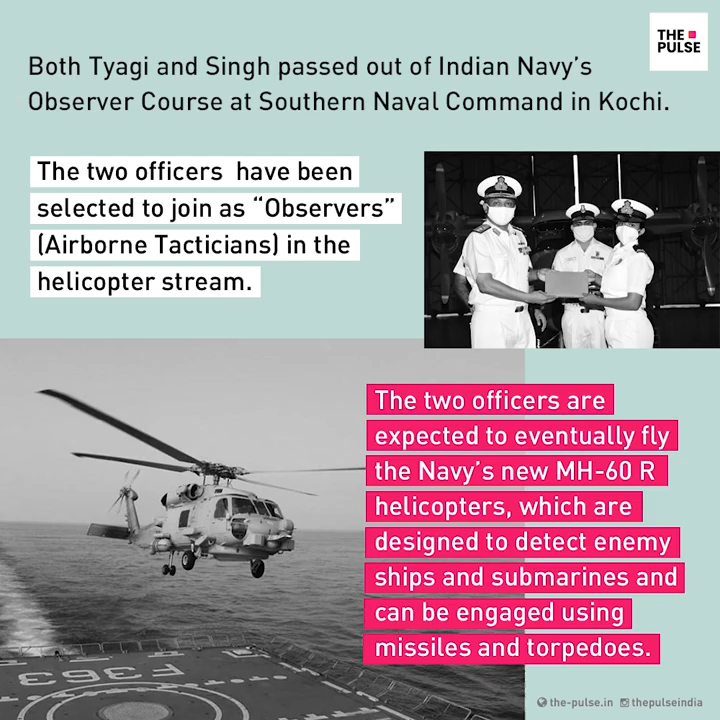 THE
PULSE
Both Tyagi and Singh passed out of Indian Navy's
Observer Course at Southern Naval Command in Kochi.
The two officers have been
selected to join as “Observers”
(Airborne Tacticians) in the
helicopter stream.
The two officers are
expected to eventually fly
the Navy's new MH-60 R
helicopters, which are
designed to detect enemy
ships and submarines and
can be engaged using
missiles and torpedoes.
F363
the-pulse.in thepulseindia